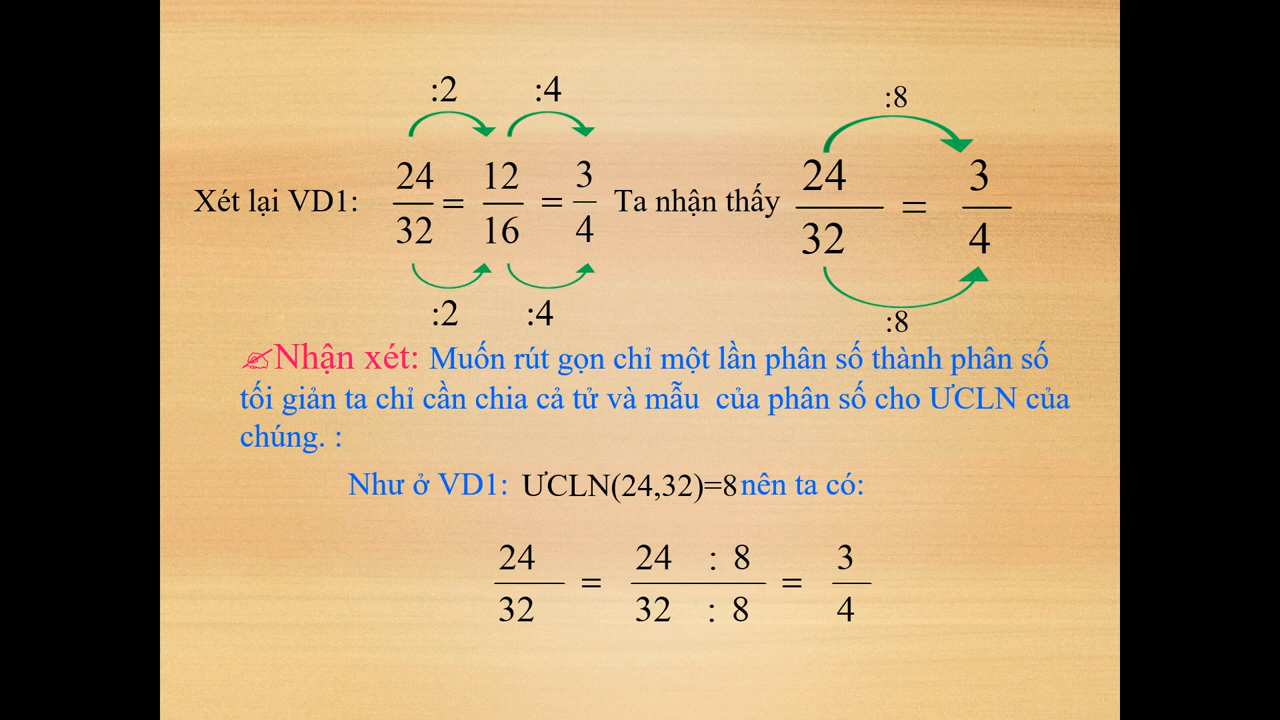 :2 :4 :8
Xét lại VD1: 24/32 = 12/16 = 3/4 Ta nhận thấy 24/32 = 3/4
:2 :4 :8
Nhận xét: Muốn rút gọn chỉ một lần phân số thành phân số
tối giản ta chỉ cần chia cả tử và mẫu của phân số cho ƯCLN của
chúng. :
Như ở VD1: ƯCLN(24,32)=8 nên ta có:
24/32 = 24 : 8/32 : 8 = 3/4